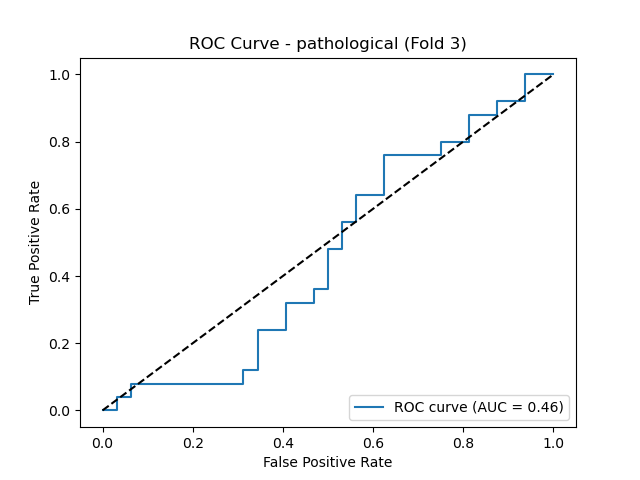 ROC Curve - pathological (Fold 3)
True Positive Rate
1.0
0.8
0.6
0.4
0.2
0.0
ROC curve (AUC = 0.46)
0.0 0.2 0.4 0.6 0.8 1.0
False Positive Rate